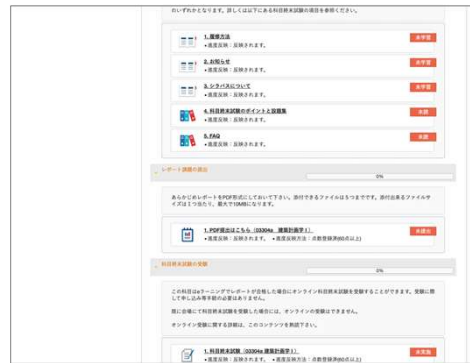 のいずれかとなります。詳しくは以下にある科目終末試験の項目を参照ください。
1. 履修方法
未学習
• 進度反映：反映されます。
2. お知らせ
未学習
• 進度反映：反映されます。
3. シラバスについて
未学習
• 進度反映：反映されます。
4. 科目終末試験のポイントと設題集
未読
• 進度反映：反映されます。
5. FAQ
未読
• 進度反映：反映されます。
レポート課題の提出
0%
あらかじめレポートをPDF形式にしておいて下さい。添付できるファイルは5つまでです。添付出来るファイルサ
イズは1つ当たり、最大で10MBになります。
1. PDF提出はこちら（03304a 建築計画学Ⅰ）
未提出
• 進度反映：反映されます。 • 進度反映方法：点数登録済(60点以上)
科目終末試験の受験
0%
この科目はeラーニングでレポートが合格した場合にオンライン科目終末試験を受験することができます。受験に関
して申し込み等手続の必要はありません。
既に会場にて科目終末試験を受験した場合には、オンラインの受験はできません。
オンライン受験に関する詳細は、このコンテンツを熟読下さい。
1. 科目終末試験（03304a 建築計画学Ⅰ）
未実施
• 進度反映：反映されます。 • 進度反映方法：点数登録済(60点以上)